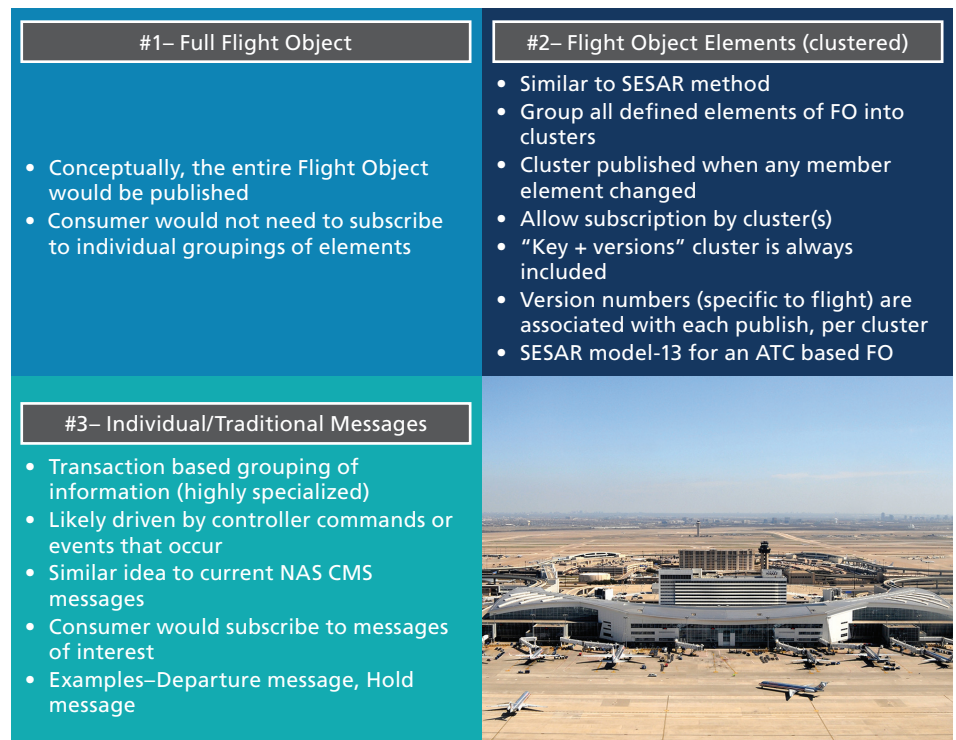 #1– Full Flight Object
• Conceptually, the entire Flight Object
would be published
• Consumer would not need to subscribe
to individual groupings of elements
#2– Flight Object Elements (clustered)
• Similar to SESAR method
• Group all defined elements of FO into
clusters
• Cluster published when any member
element changed
• Allow subscription by cluster(s)
• “Key + versions” cluster is always
included
• Version numbers (specific to flight) are
associated with each publish, per cluster
• SESAR model-13 for an ATC based FO
#3– Individual/Traditional Messages
• Transaction based grouping of
information (highly specialized)
• Likely driven by controller commands or
events that occur
• Similar idea to current NAS CMS
messages
• Consumer would subscribe to messages
of interest
• Examples–Departure message, Hold
message